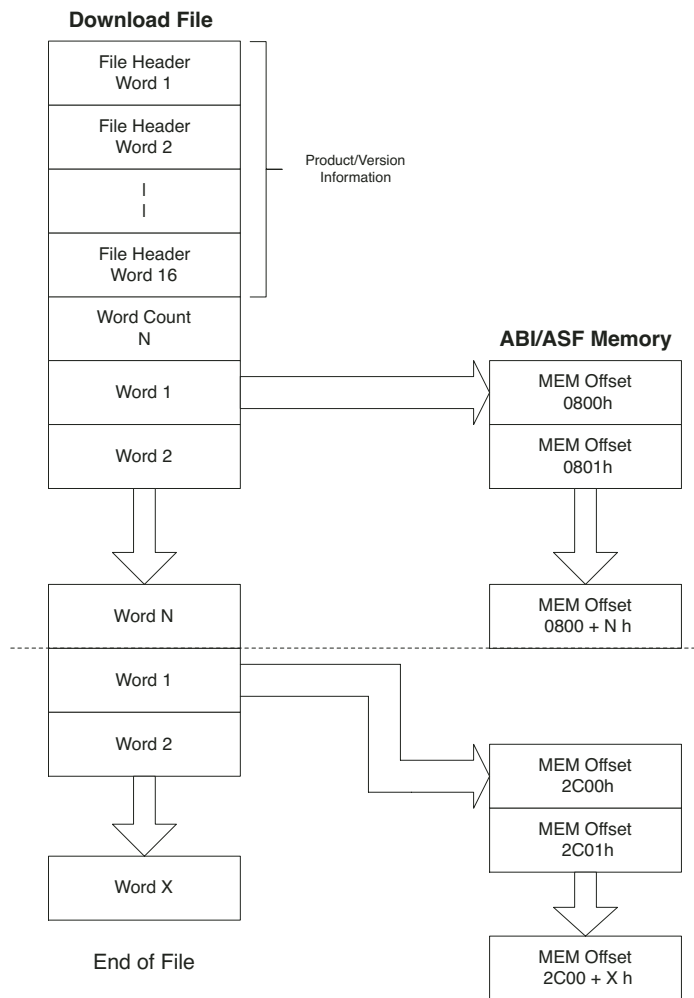 Download File
File Header
Word 1
File Header
Word 2
Product/Version
Information
File Header
Word 16
Word Count
N
ABI/ASF Memory
Word 1
MEM Offset
0800h
Word 2
MEM Offset
0801h
Word N
MEM Offset
0800 + N h
Word 1
Word 2
MEM Offset
2C00h
MEM Offset
2C01h
Word X
End of File
MEM Offset
2C00 + X h